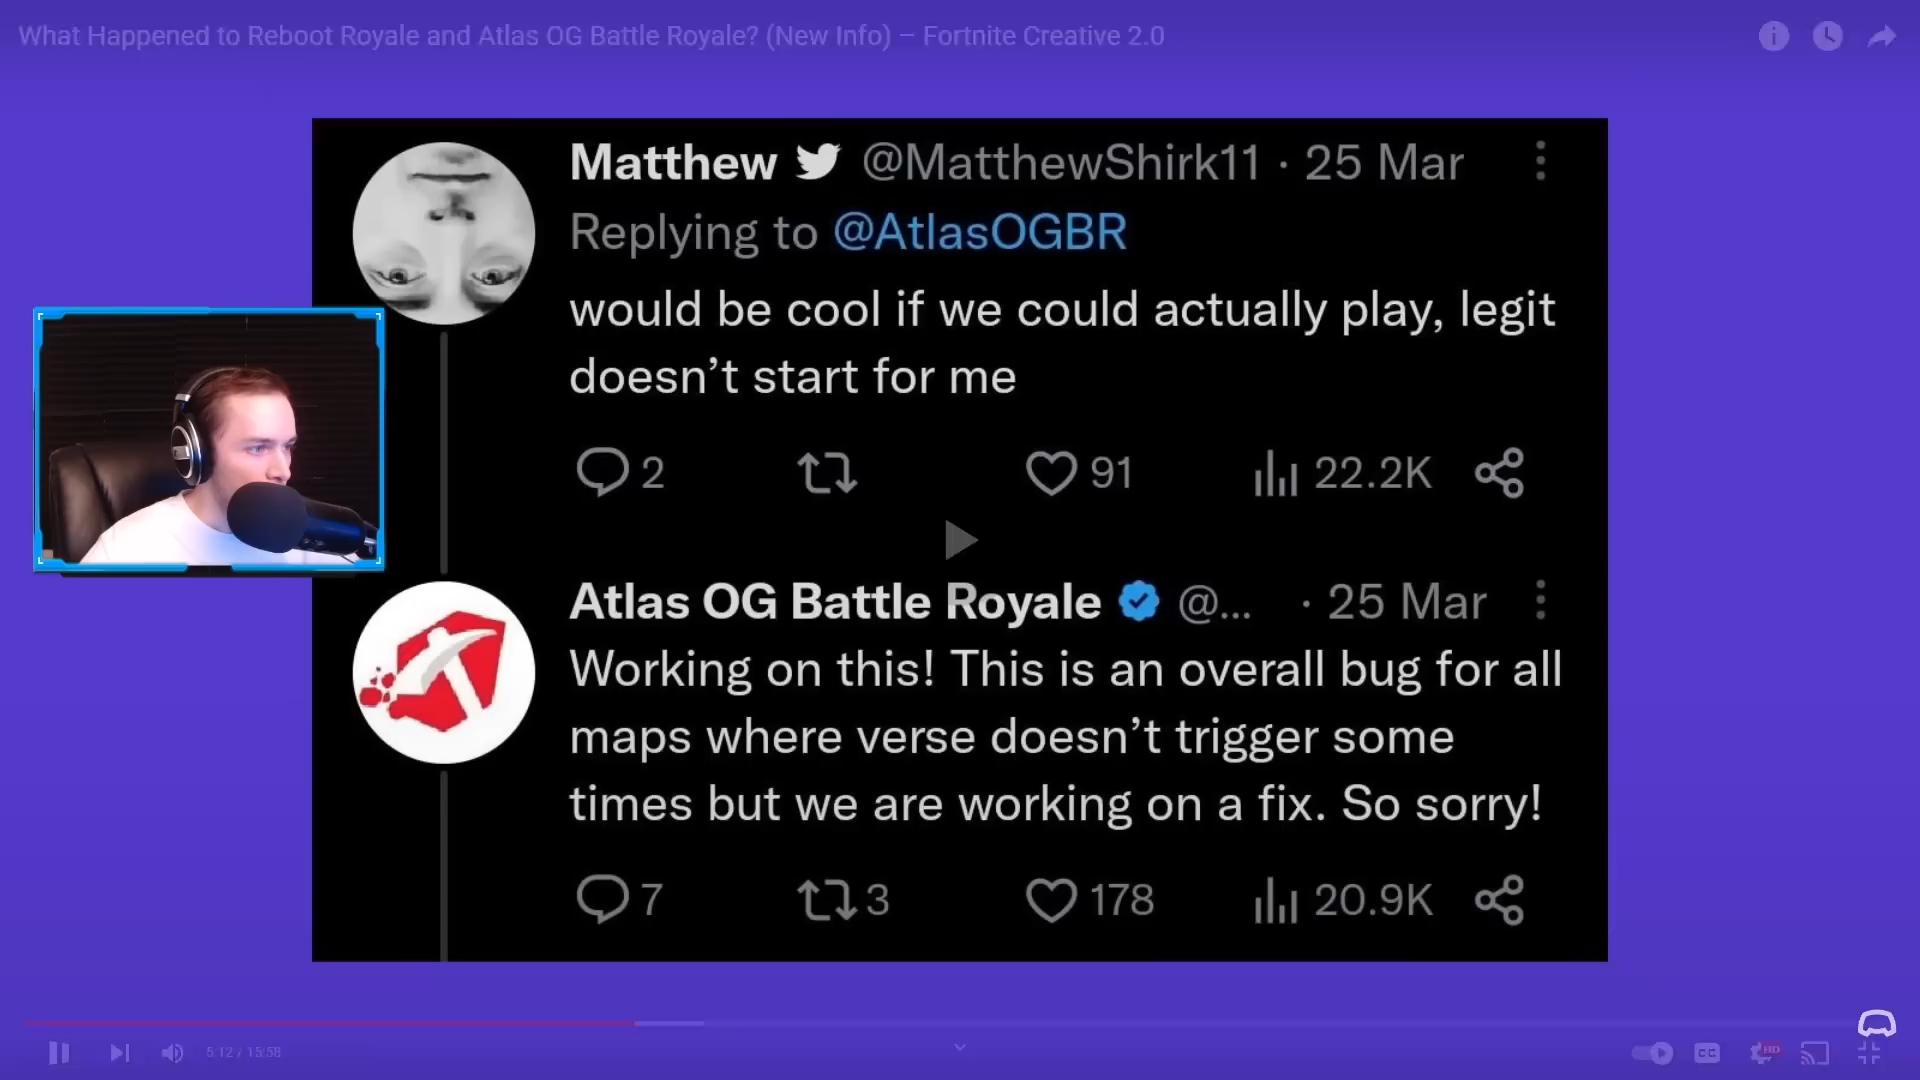 What Happened to Reboot Royale and Atlas OG Battle Royale? (New Info) – Fortnite Creative 2.0
Matthew @MatthewShirk11 · 25 Mar
Replying to @AtlasOGBR
would be cool if we could actually play, legit
doesn’t start for me
2 91 22.2K
Atlas OG Battle Royale @... · 25 Mar
Working on this! This is an overall bug for all
maps where verse doesn’t trigger some
times but we are working on a fix. So sorry!
7 3 178 20.9K
5:12 / 15:58 CC HD